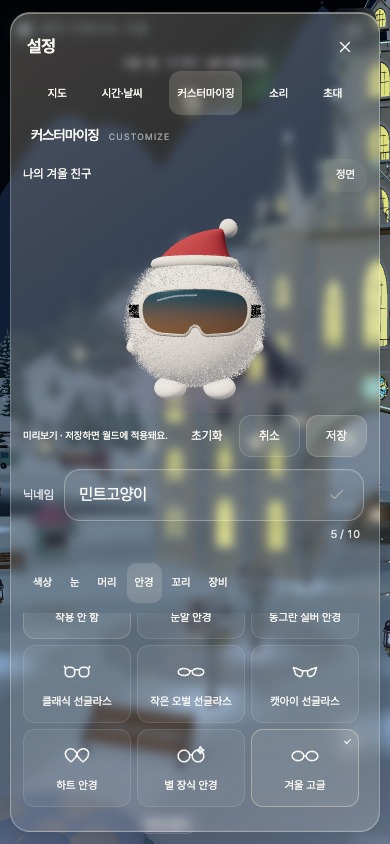 설정
지도 시간·날씨 커스터마이징 소리 초대
커스터마이징 CUSTOMIZE
나의 겨울 친구 정면
미리보기 · 저장하면 월드에 적용돼요. 초기화 취소 저장
닉네임 민트고양이
5 / 10
색상 눈 머리 안경 꼬리 장비
착용 안 함 눈알 안경 동그란 실버 안경
클래식 선글라스 작은 오벌 선글라스 캣아이 선글라스
하트 안경 별 장식 안경 겨울 고글